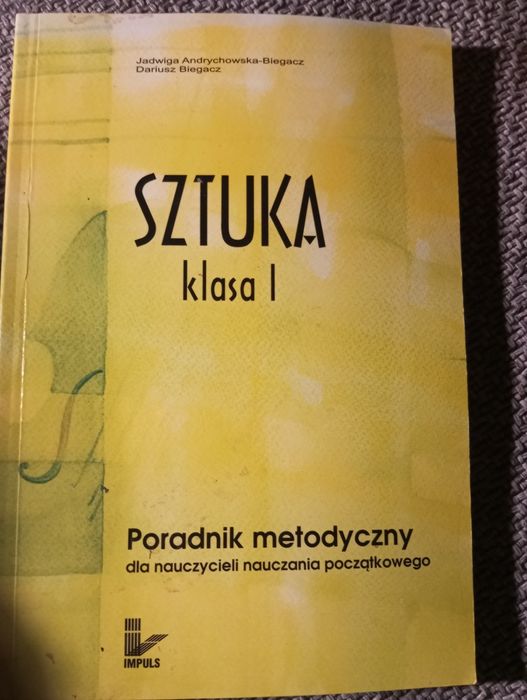 Jadwiga Andrychowska-Biegacz
Dariusz Biegacz
SZTUKA
klasa I
Poradnik metodyczny
dla nauczycieli nauczania początkowego
IMPULS